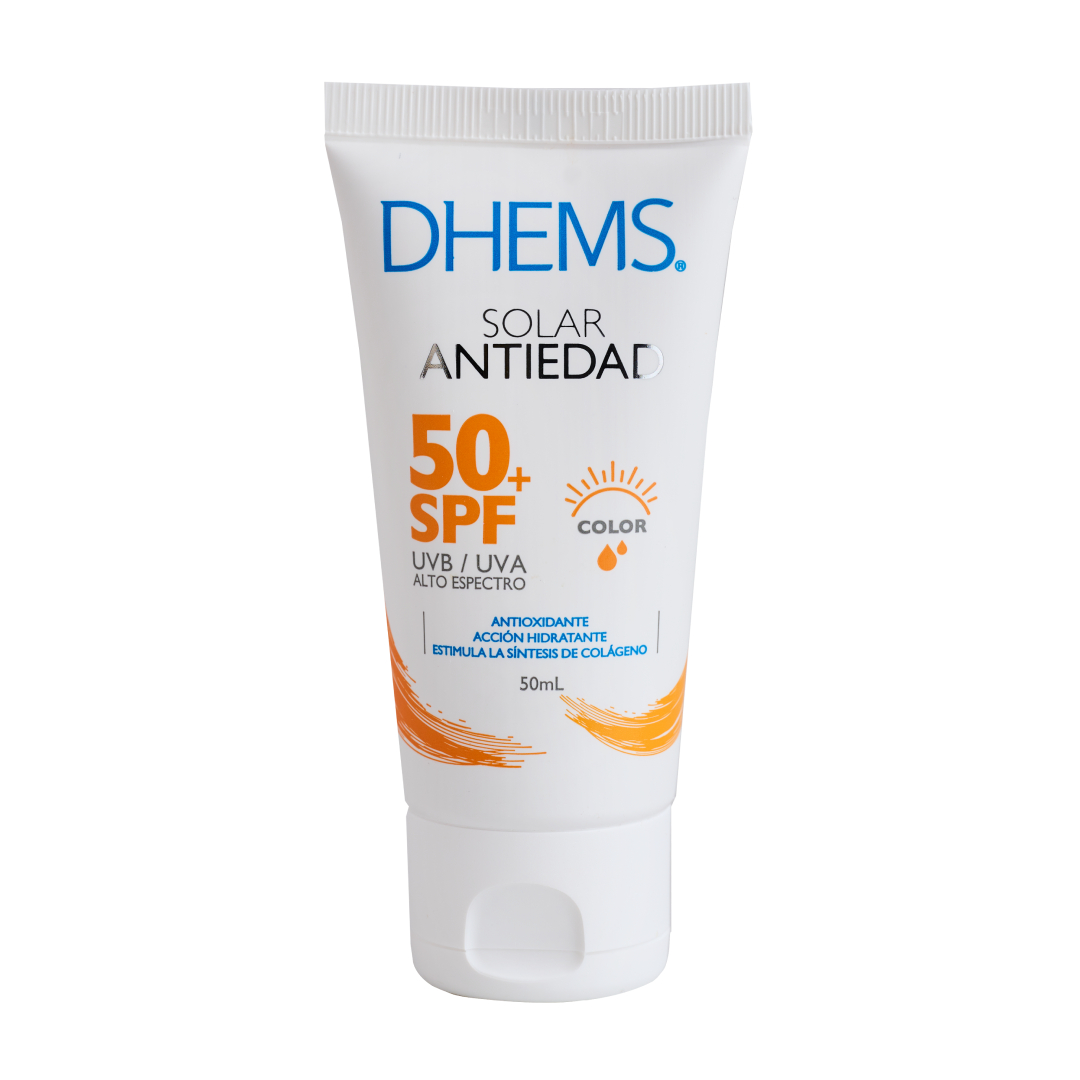 DHEMS®
SOLAR
ANTIEDAD
50+
SPF
UVB / UVA
ALTO ESPECTRO
COLOR
ANTIOXIDANTE
ACCIÓN HIDRATANTE
ESTIMULA LA SÍNTESIS DE COLÁGENO
50mL